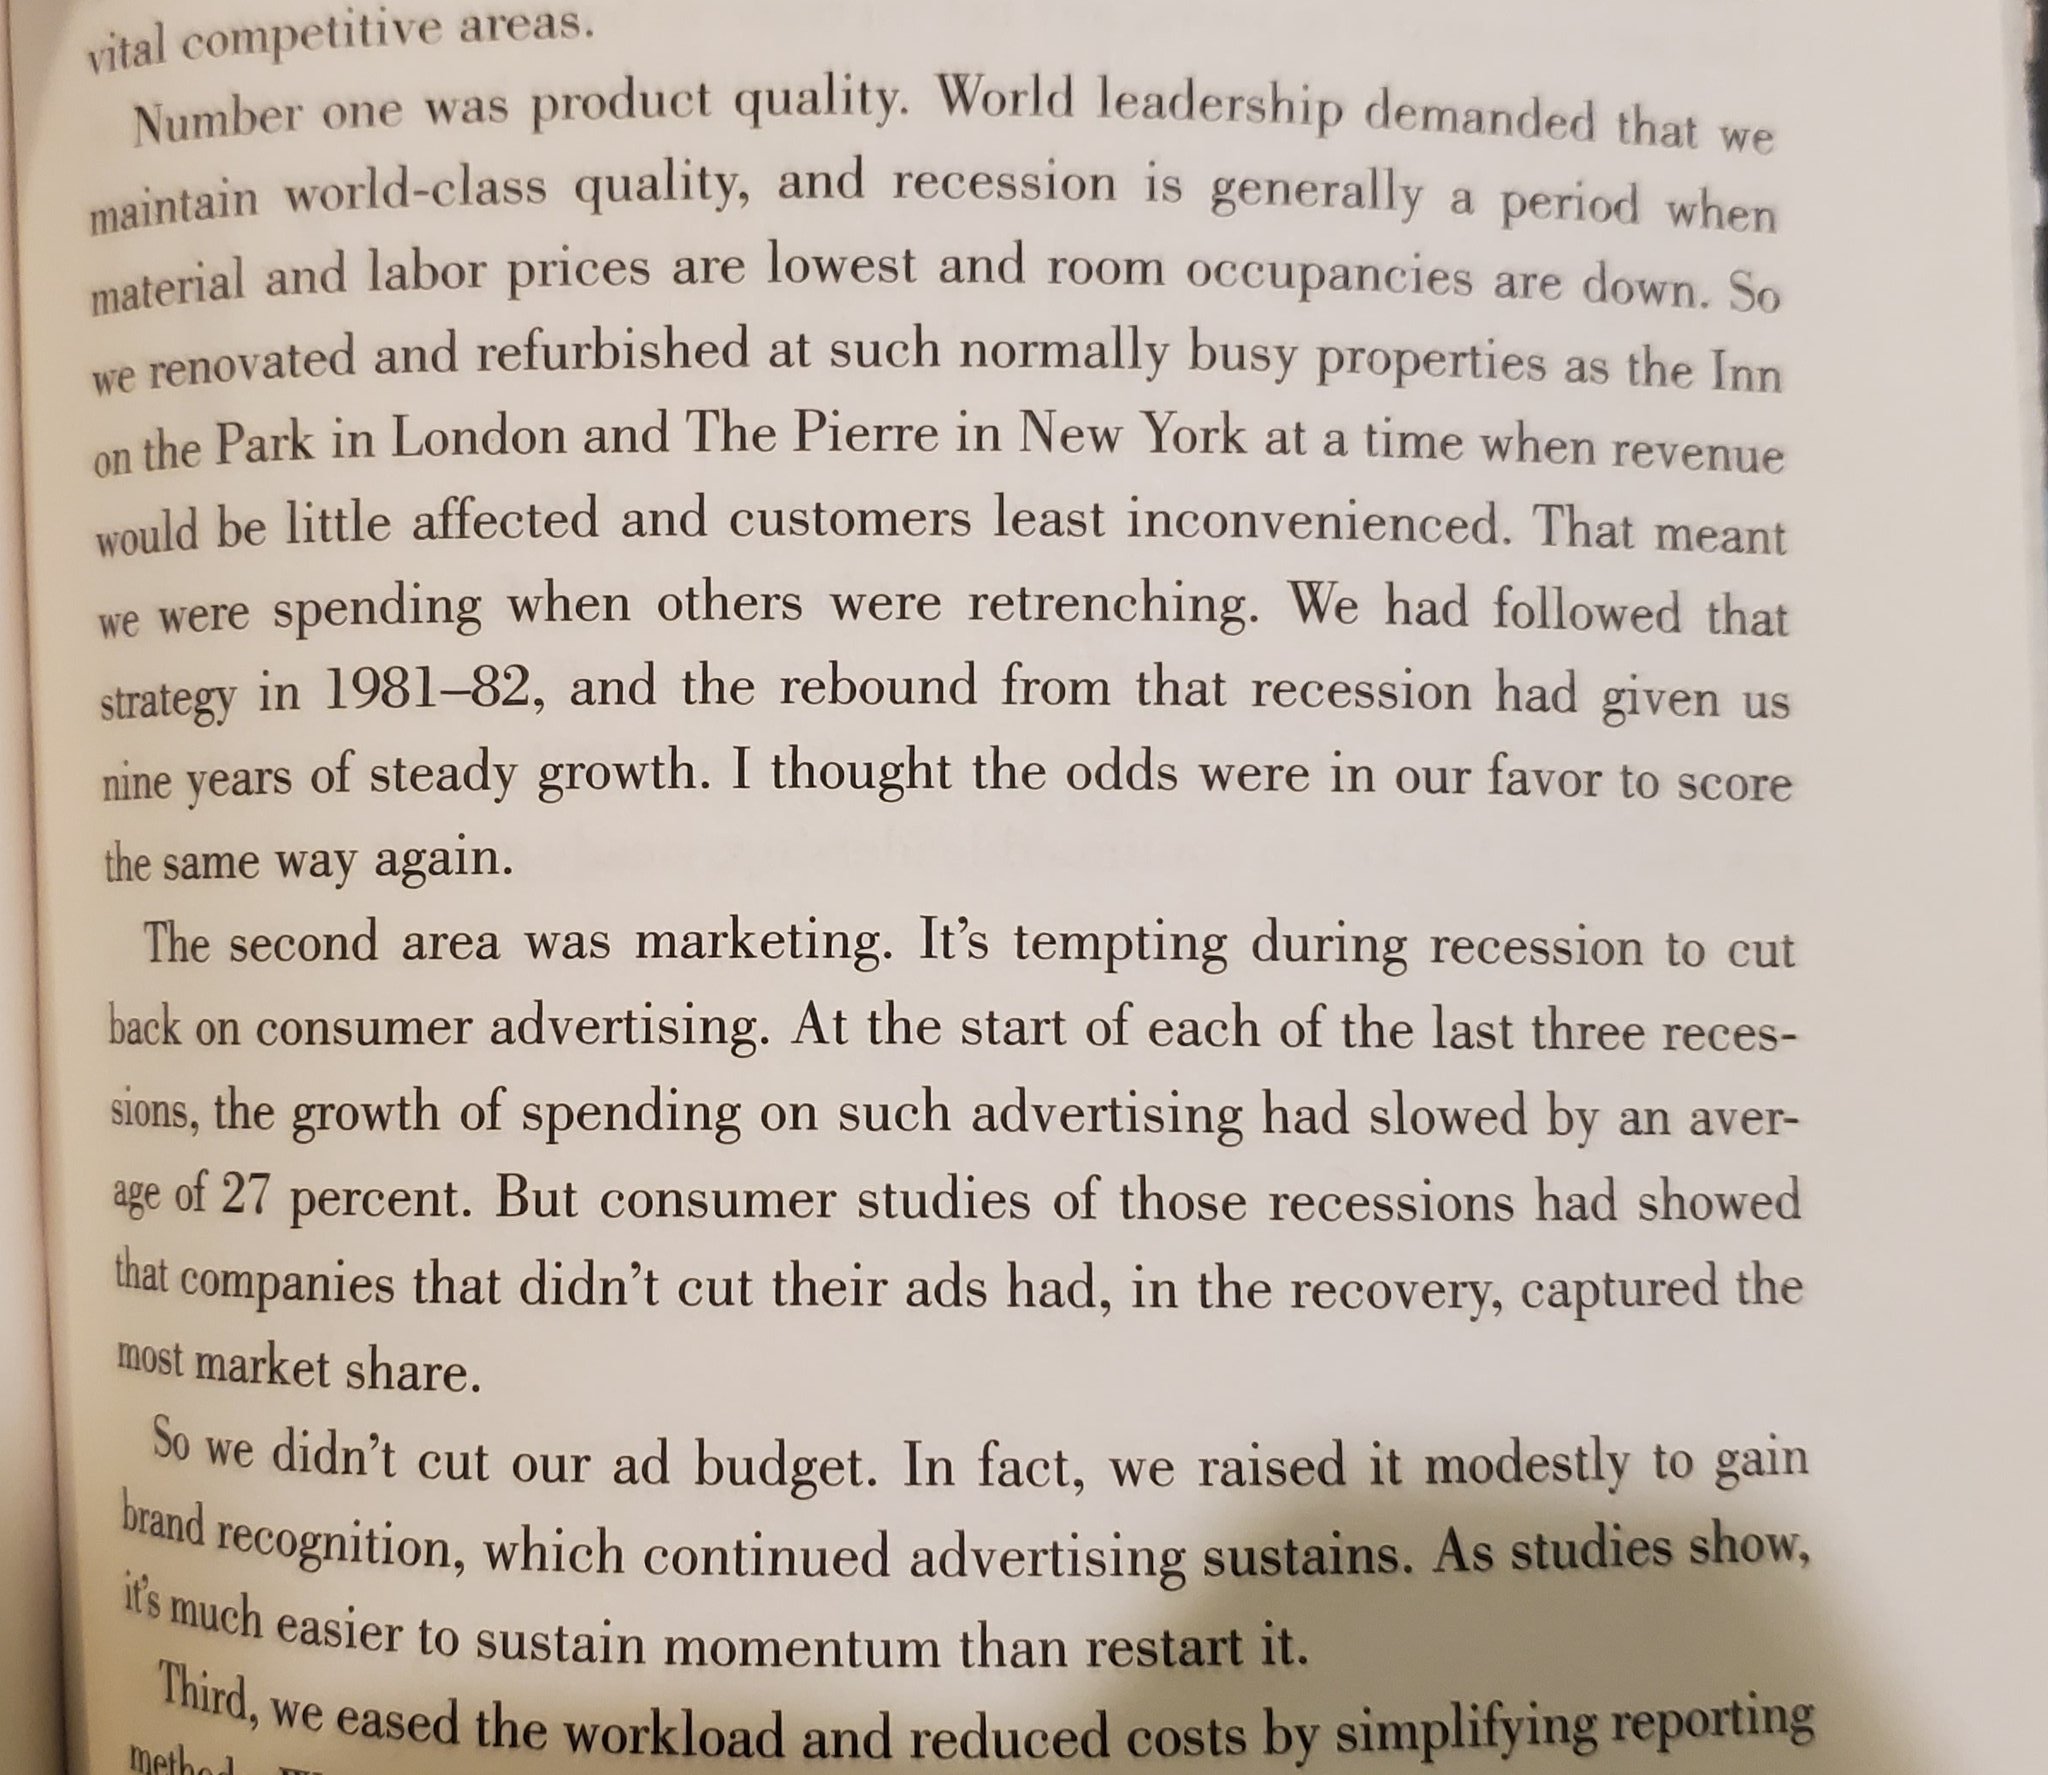 vital competitive areas.
Number one was product quality. World leadership demanded that we
maintain world-class quality, and recession is generally a period when
material and labor prices are lowest and room occupancies are down. So
we renovated and refurbished at such normally busy properties as the Inn
on the Park in London and The Pierre in New York at a time when revenue
would be little affected and customers least inconvenienced. That meant
we were spending when others were retrenching. We had followed that
strategy in 1981–82, and the rebound from that recession had given us
nine years of steady growth. I thought the odds were in our favor to score
the same way again.
The second area was marketing. It’s tempting during recession to cut
back on consumer advertising. At the start of each of the last three reces-
sions, the growth of spending on such advertising had slowed by an aver-
age of 27 percent. But consumer studies of those recessions had showed
that companies that didn’t cut their ads had, in the recovery, captured the
most market share.
So we didn’t cut our ad budget. In fact, we raised it modestly to gain
brand recognition, which continued advertising sustains. As studies show,
it’s much easier to sustain momentum than restart it.
Third, we eased the workload and reduced costs by simplifying reporting